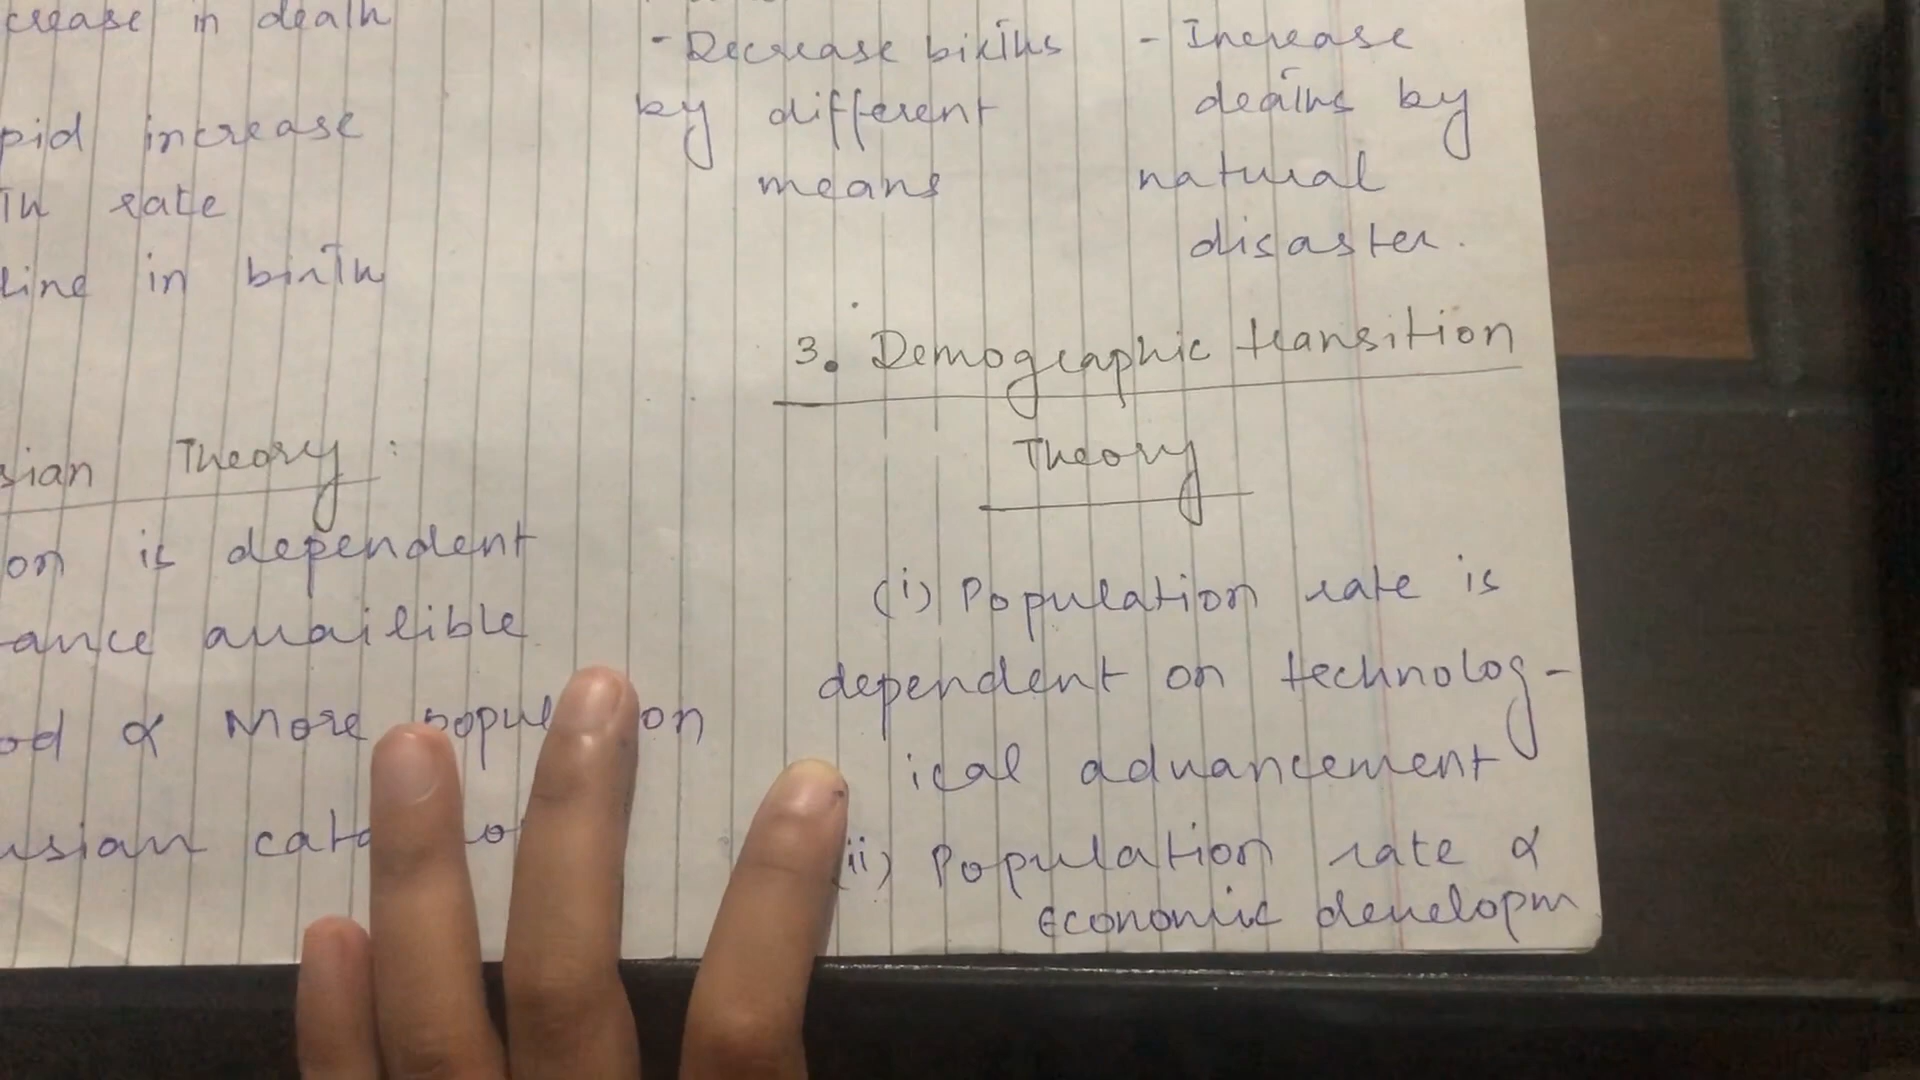 crease in death
pid increase
th rate
line in birth
sian Theory :
on is dependent
ance availible
od ∝ More on
usian
- Decrease births
by different
means
- Increase
deaths by
natural
disaster.
3. Demographic transition
Theory
(i) Population rate is
dependent on technolog-
ical advancement
ii) Population rate ∝
Economic developm